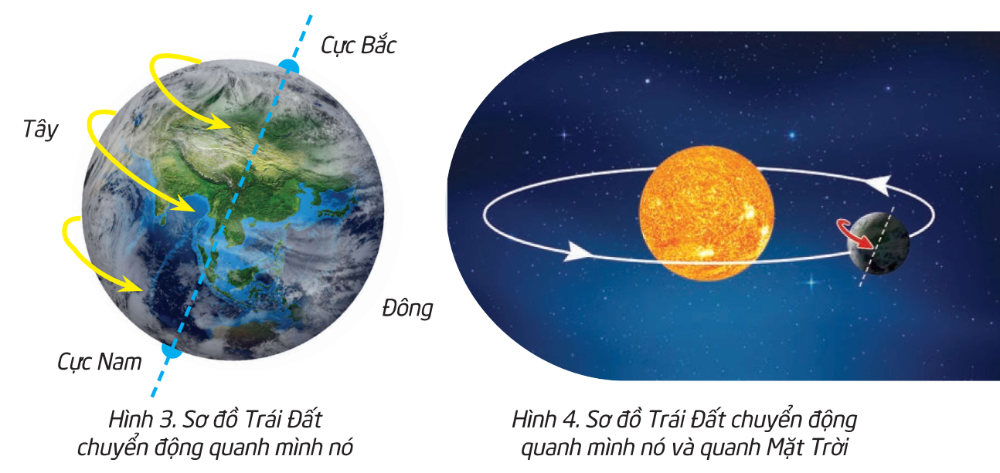 Cực Bắc
Tây
Đông
Cực Nam
Hình 3. Sơ đồ Trái Đất
chuyển động quanh mình nó
Hình 4. Sơ đồ Trái Đất chuyển động
quanh mình nó và quanh Mặt Trời